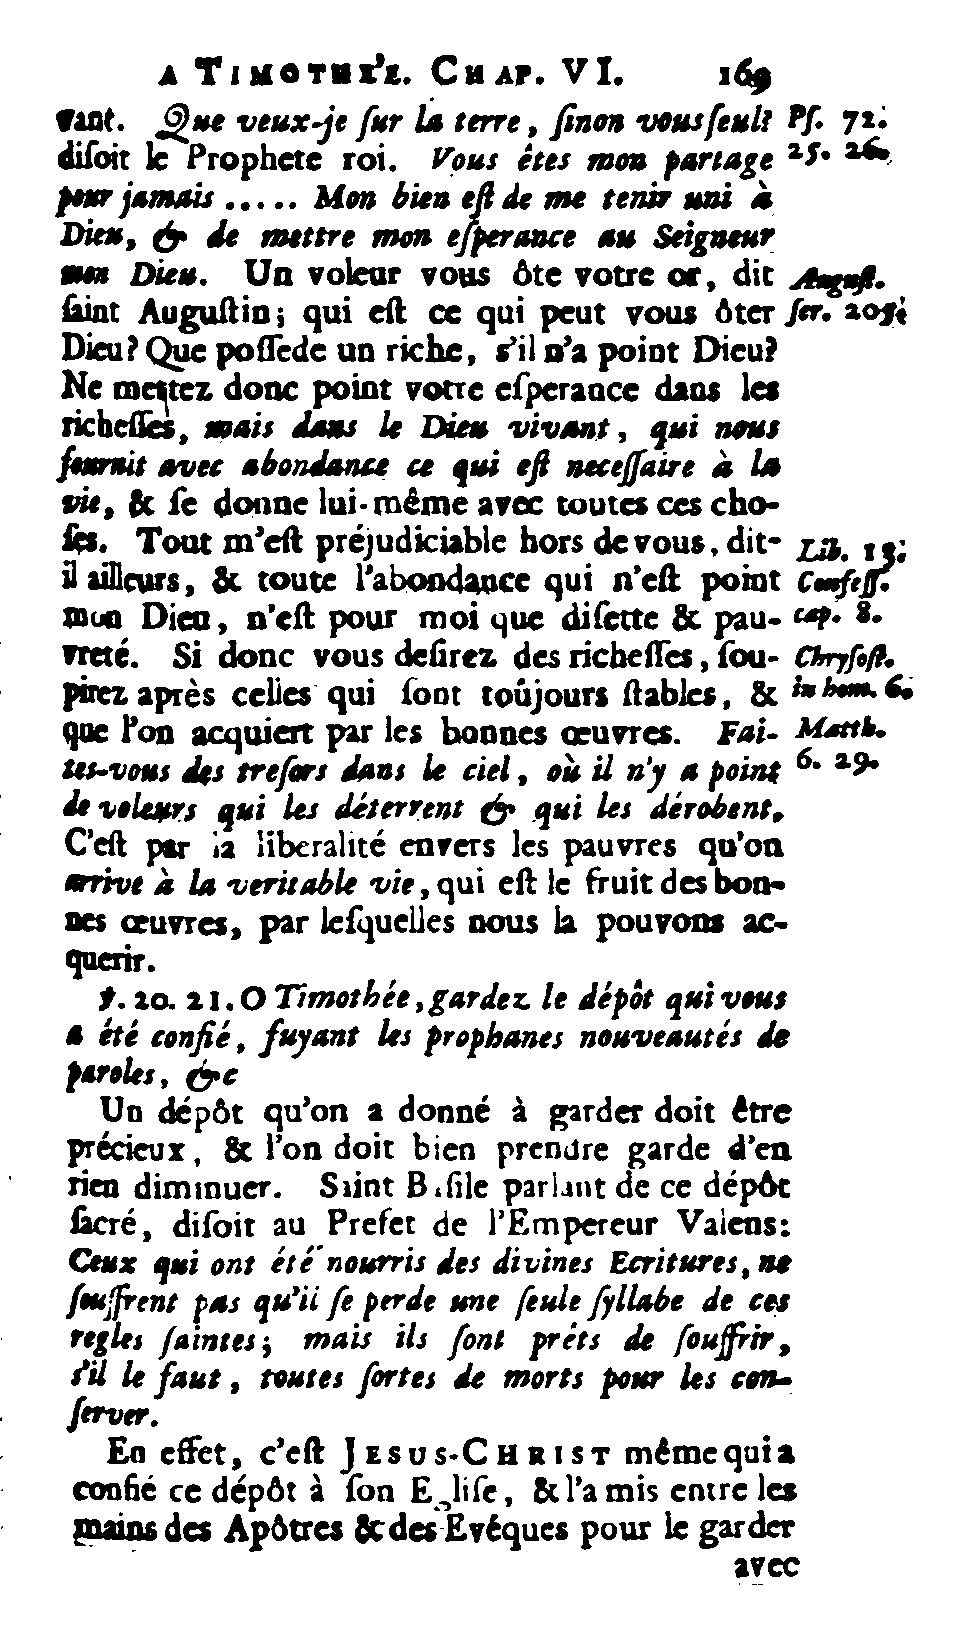 A TIMOTHE'E. CHAP. VI. 169
vant. Que veux-je ſur la terre, ſinon vous ſeul? Pſ. 72.
diſoit le Prophete roi. Vous êtes mon partage 25. 26.
pour jamais ..... Mon bien eſt de me tenir uni à
Dieu, & de mettre mon eſperance au Seigneur
mon Dieu. Un voleur vous ôte votre or, dit Auguſt.
ſaint Auguſtin; qui eſt ce qui peut vous ôter ſer. 205.
Dieu? Que poſſede un riche, s'il n'a point Dieu?
Ne mettez donc point votre eſperance dans les
richeſſes, mais dans le Dieu vivant, qui nous
fournit avec abondance ce qui eſt neceſſaire à la
vie, & ſe donne lui-même avec toutes ces cho-
ſes. Tout m'eſt préjudiciable hors de vous, dit- Lib. 13.
il ailleurs, & toute l'abondance qui n'eſt point Confeſſ.
mon Dieu, n'eſt pour moi que diſette & pau- cap. 8.
vreté. Si donc vous deſirez des richeſſes, ſou- Chryſoſt.
pirez après celles qui ſont toûjours ſtables, & in hom. 6.
que l'on acquiert par les bonnes œuvres. Fai- Matth.
tes-vous des treſors dans le ciel, où il n'y a point 6. 29.
de voleurs qui les déterrent & qui les dérobent.
C'eſt par la liberalité envers les pauvres qu'on
arrive à la veritable vie, qui eſt le fruit des bon-
nes œuvres, par leſquelles nous la pouvons ac-
querir.
℣. 20. 21. O Timothée, gardez le dépôt qui vous
a été confié, fuyant les prophanes nouveautés de
paroles, &c
Un dépôt qu'on a donné à garder doit être
précieux, & l'on doit bien prendre garde d'en
rien diminuer. Saint Baſile parlant de ce dépôt
ſacré, diſoit au Prefet de l'Empereur Valens:
Ceux qui ont été nourris des divines Ecritures, ne
ſouffrent pas qu'il ſe perde une ſeule ſyllabe de ces
regles ſaintes; mais ils ſont prêts de ſouffrir,
s'il le faut, toutes ſortes de morts pour les con-
ſerver.
En effet, c'eſt JESUS-CHRIST même qui a
confié ce dépôt à ſon Egliſe, & l'a mis entre les
mains des Apôtres & des Evêques pour le garder
avec